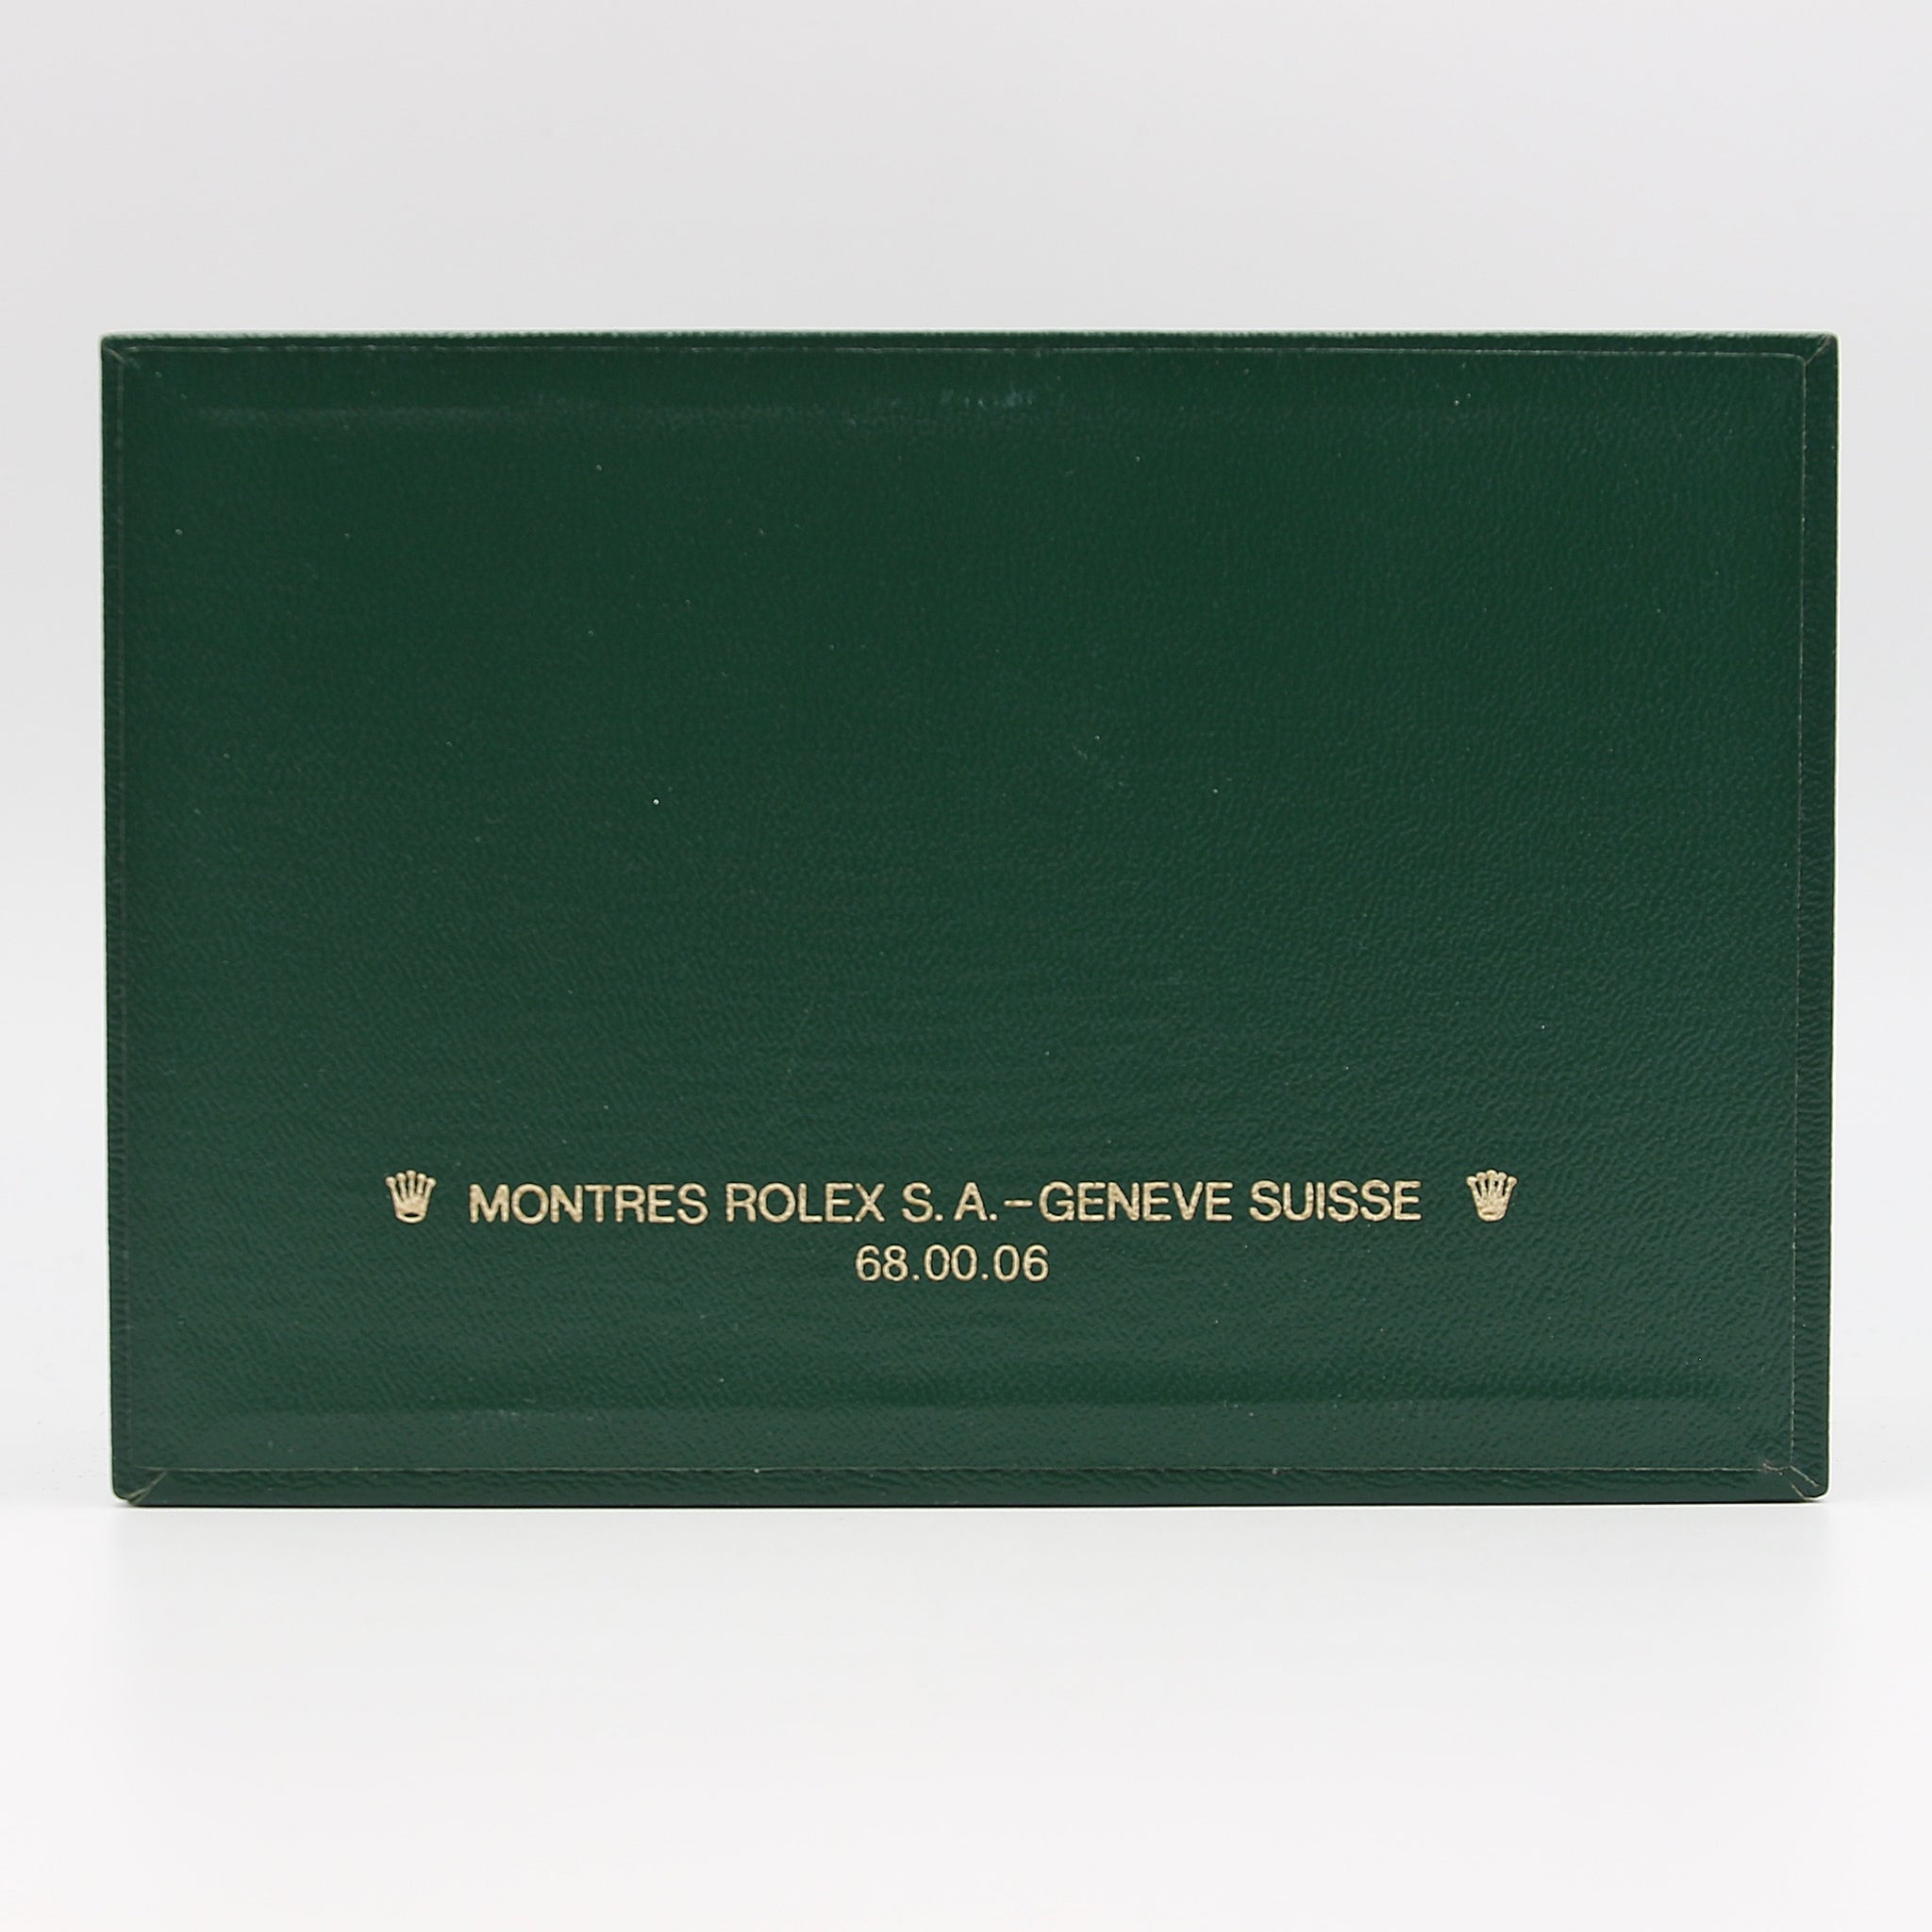 MONTRES ROLEX S. A.–GENEVE SUISSE
68.00.06